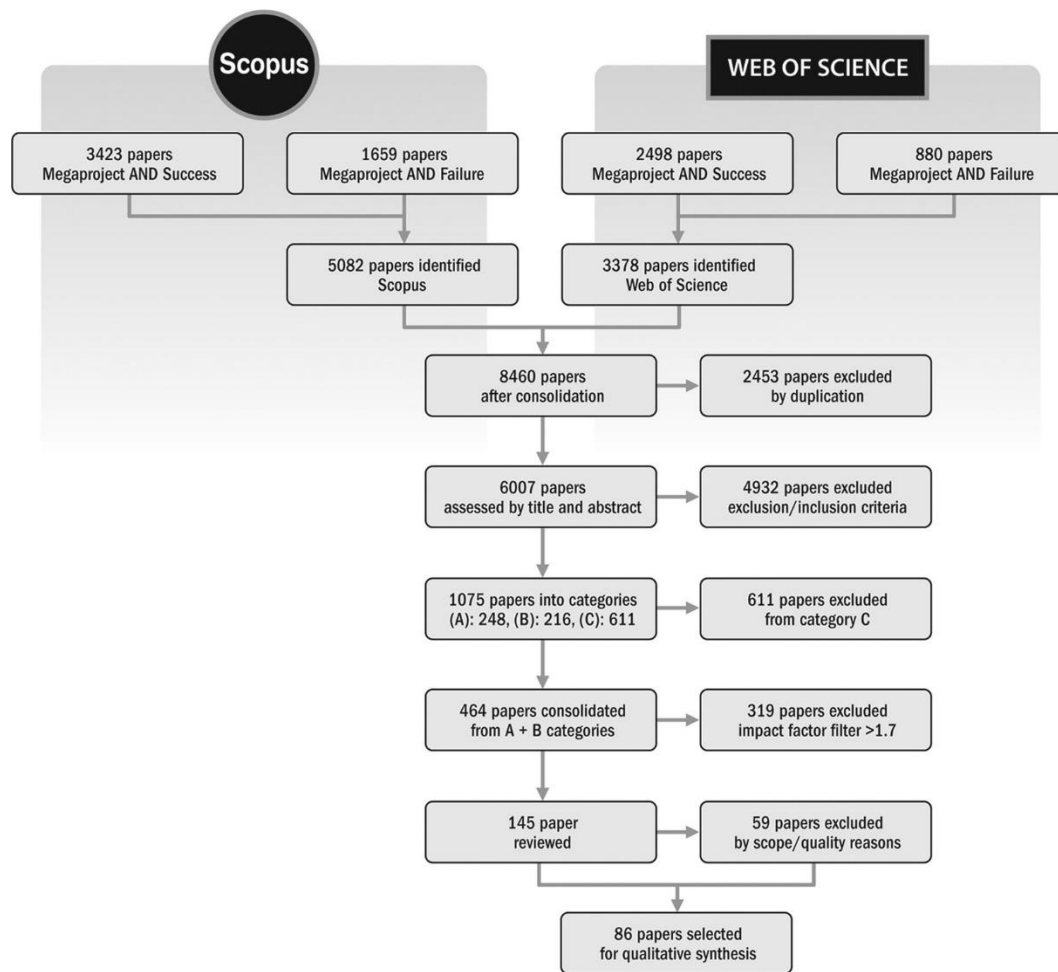 Scopus
WEB OF SCIENCE
3423 papers
Megaproject AND Success
1659 papers
Megaproject AND Failure
2498 papers
Megaproject AND Success
880 papers
Megaproject AND Failure
5082 papers identified
Scopus
3378 papers identified
Web of Science
8460 papers
after consolidation
2453 papers excluded
by duplication
6007 papers
assessed by title and abstract
4932 papers excluded
exclusion/inclusion criteria
1075 papers into categories
(A): 248, (B): 216, (C): 611
611 papers excluded
from category C
464 papers consolidated
from A + B categories
319 papers excluded
impact factor filter >1.7
145 paper
reviewed
59 papers excluded
by scope/quality reasons
86 papers selected
for qualitative synthesis